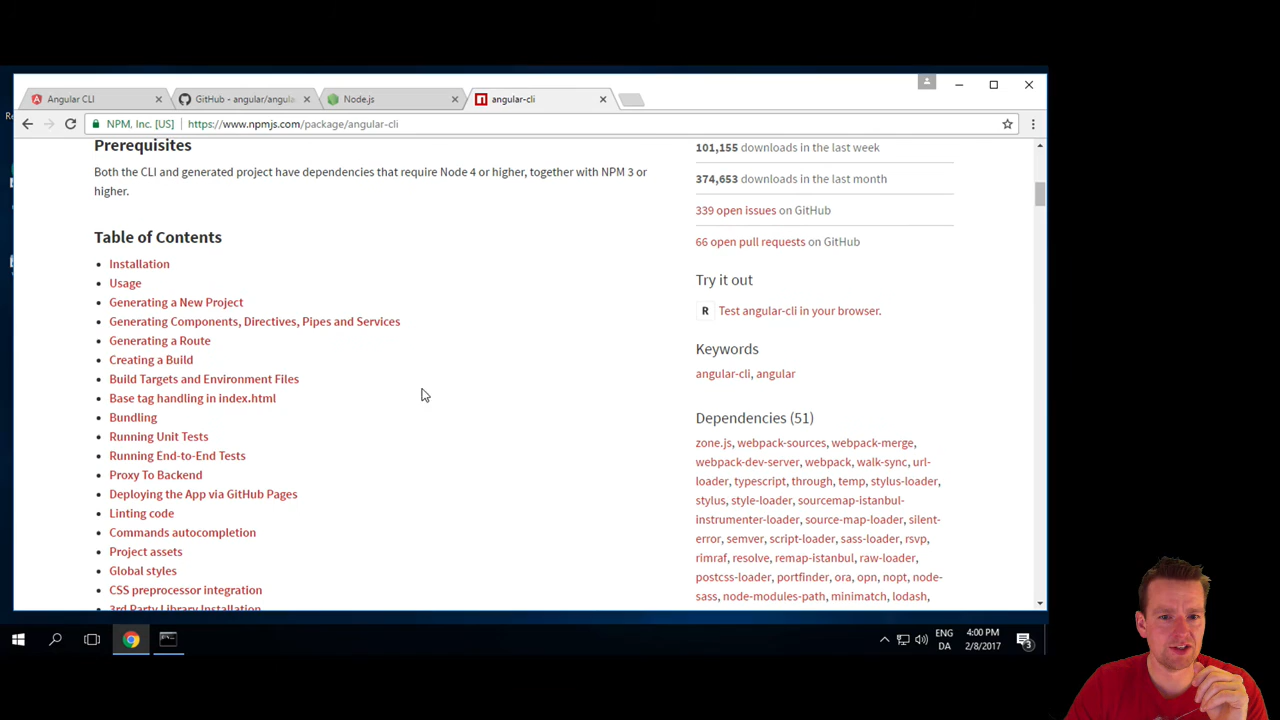 Angular CLI
GitHub - angular/angula
Node.js
angular-cli
NPM, Inc. [US]
https://www.npmjs.com/package/angular-cli
Prerequisites
Both the CLI and generated project have dependencies that require Node 4 or higher, together with NPM 3 or
higher.
Table of Contents
Installation
Usage
Generating a New Project
Generating Components, Directives, Pipes and Services
Generating a Route
Creating a Build
Build Targets and Environment Files
Base tag handling in index.html
Bundling
Running Unit Tests
Running End-to-End Tests
Proxy To Backend
Deploying the App via GitHub Pages
Linting code
Commands autocompletion
Project assets
Global styles
CSS preprocessor integration
3rd Party Library Installation
101,155 downloads in the last week
374,653 downloads in the last month
339 open issues on GitHub
66 open pull requests on GitHub
Try it out
R Test angular-cli in your browser.
Keywords
angular-cli, angular
Dependencies (51)
zone.js, webpack-sources, webpack-merge,
webpack-dev-server, webpack, walk-sync, url-
loader, typescript, through, temp, stylus-loader,
stylus, style-loader, sourcemap-istanbul-
instrumenter-loader, source-map-loader, silent-
error, semver, script-loader, sass-loader, rsvp,
rimraf, resolve, remap-istanbul, raw-loader,
postcss-loader, portfinder, ora, opn, nopt, node-
sass, node-modules-path, minimatch, lodash,
ENG
DA
4:00 PM
2/8/2017
3